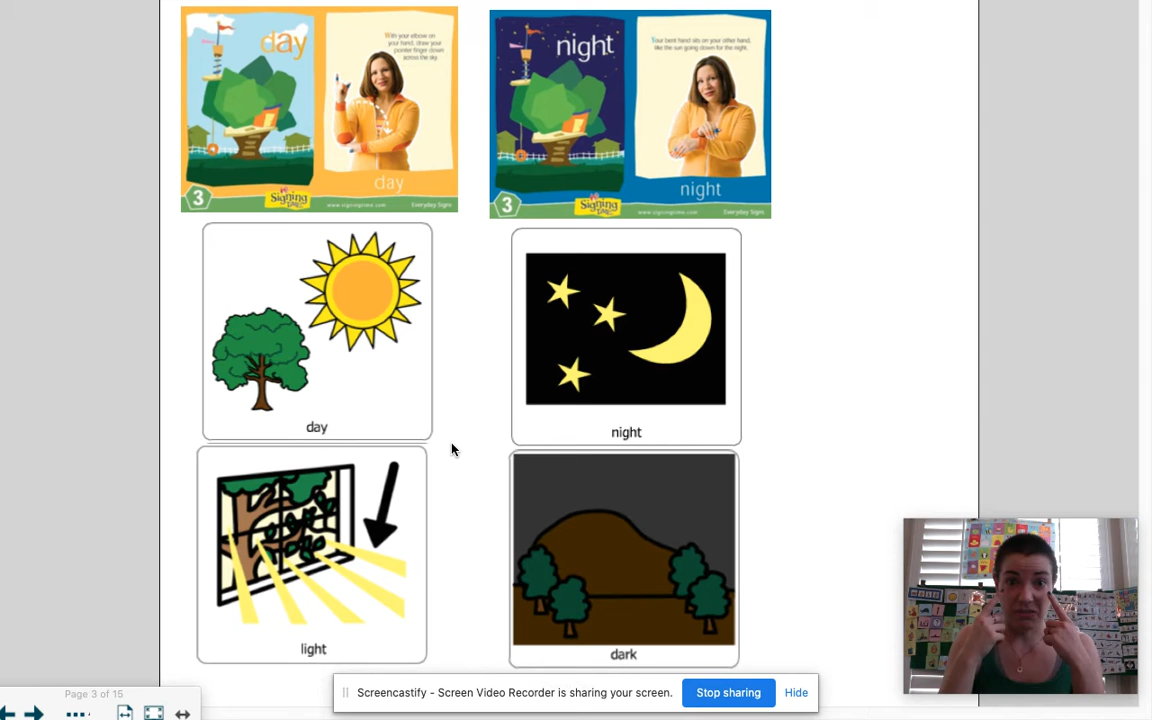 day
With your elbow on
your hand, draw your
pointer finger down
across the sky.
day
3
Signing
TIME
www.signingtime.com
Everyday Signs
night
Your bent hand sits on your other hand,
like the sun going down for the night.
night
3
Signing
TIME
www.signingtime.com
Everyday Signs
day
night
light
dark
Screencastify - Screen Video Recorder is sharing your screen.
Stop sharing
Hide
Page 3 of 15